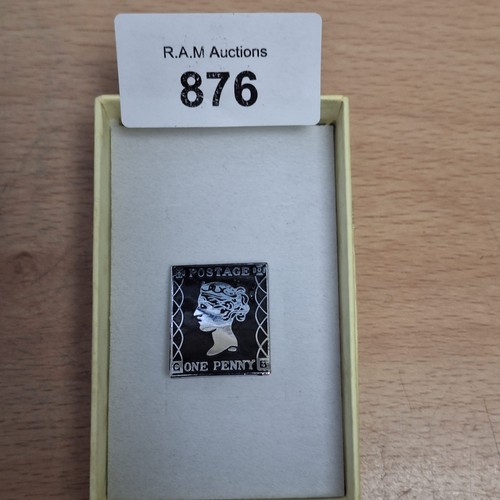 R.A.M Auctions
876
POSTAGE
ONE PENNY